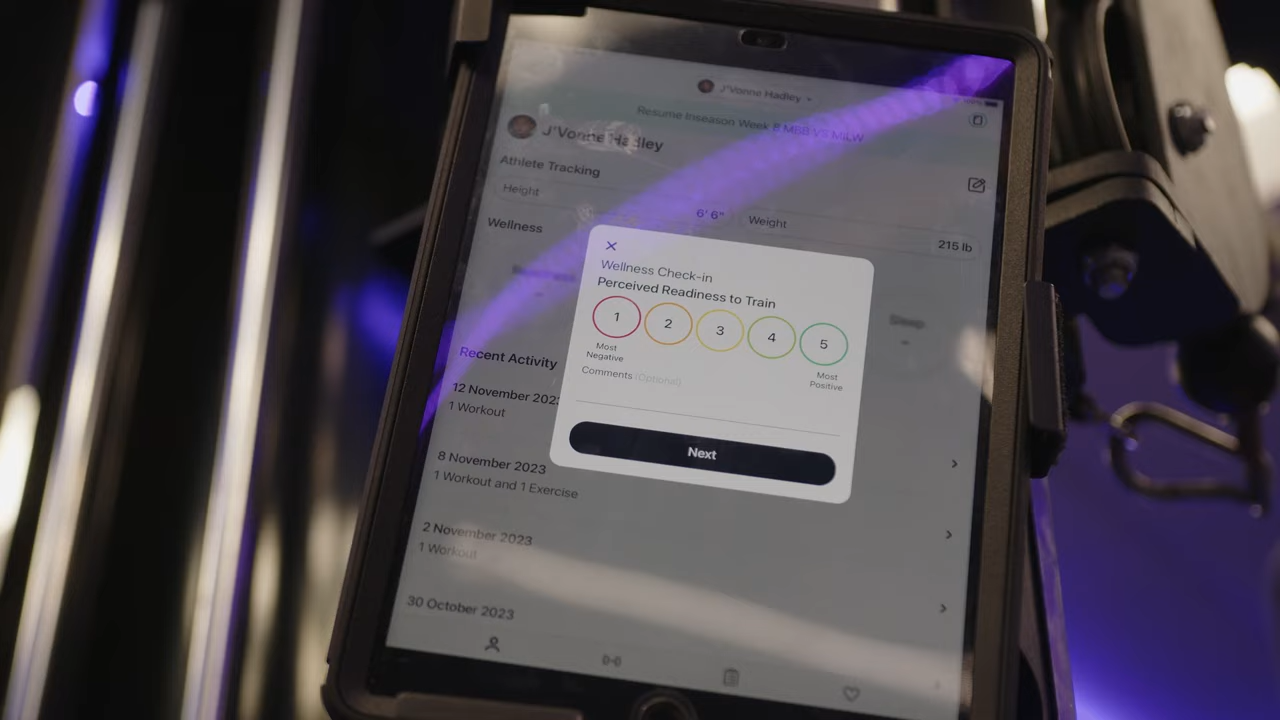 J'Vonne Hadley
Resume Inseason Week 8 MBB VS MILW
J'Vonne Hadley
Athlete Tracking
Height
6' 6"
Weight
215 lb
Wellness
Sleep
Wellness Check-in
Perceived Readiness to Train
1
2
3
4
5
Most
Negative
Most
Positive
Comments (Optional)
Next
Recent Activity
12 November 202
1 Workout
8 November 2023
1 Workout and 1 Exercise
2 November 2023
1 Workout
30 October 2023